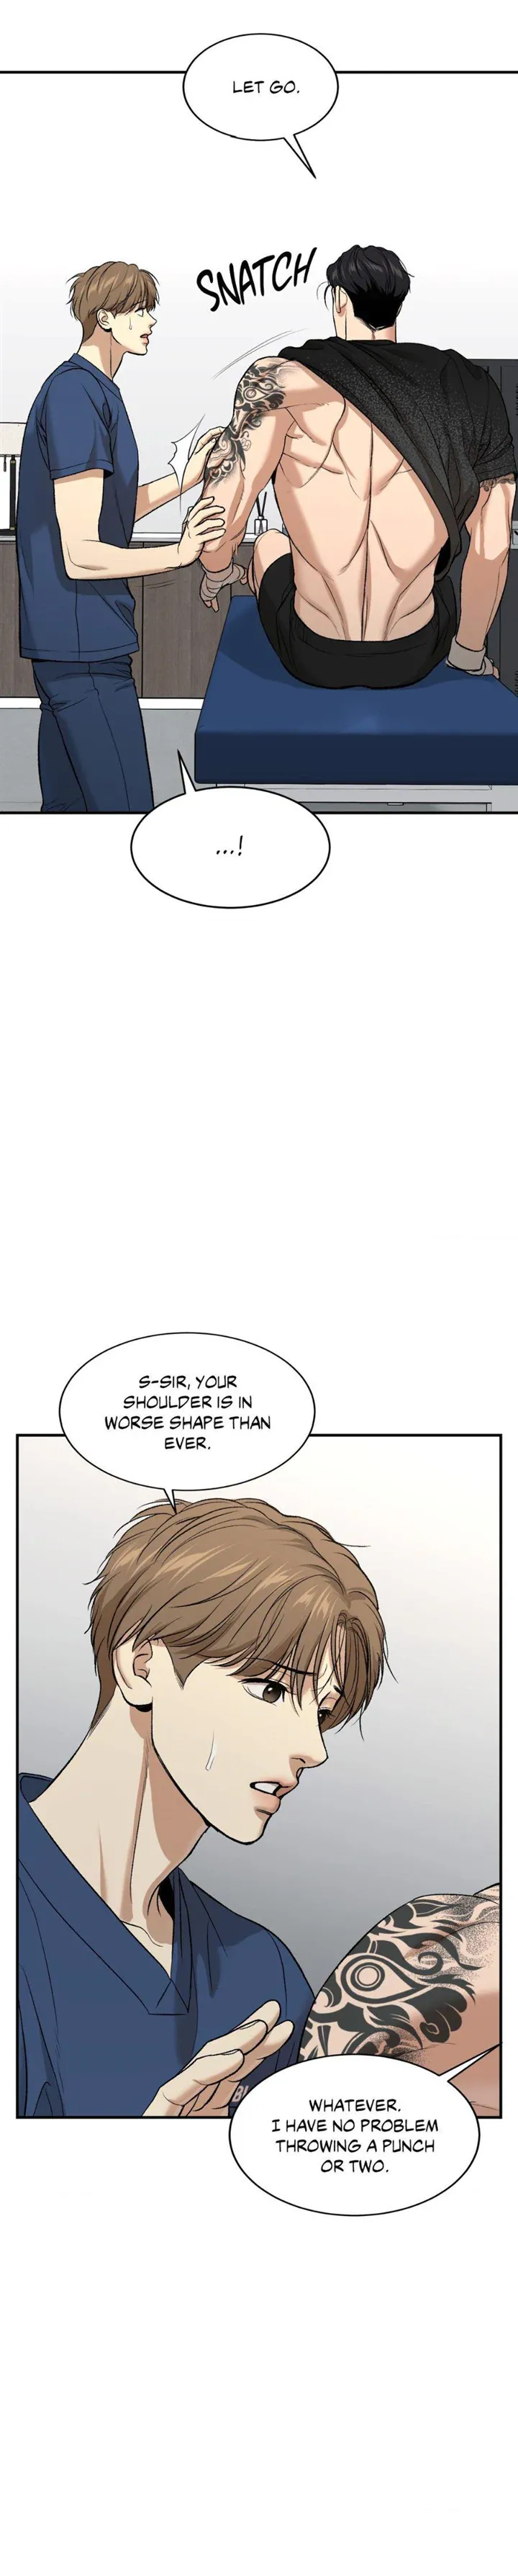 LET GO.
SNATCH
...!
S-SIR, YOUR
SHOULDER IS IN
WORSE SHAPE THAN
EVER.
WHATEVER.
I HAVE NO PROBLEM
THROWING A PUNCH
OR TWO.